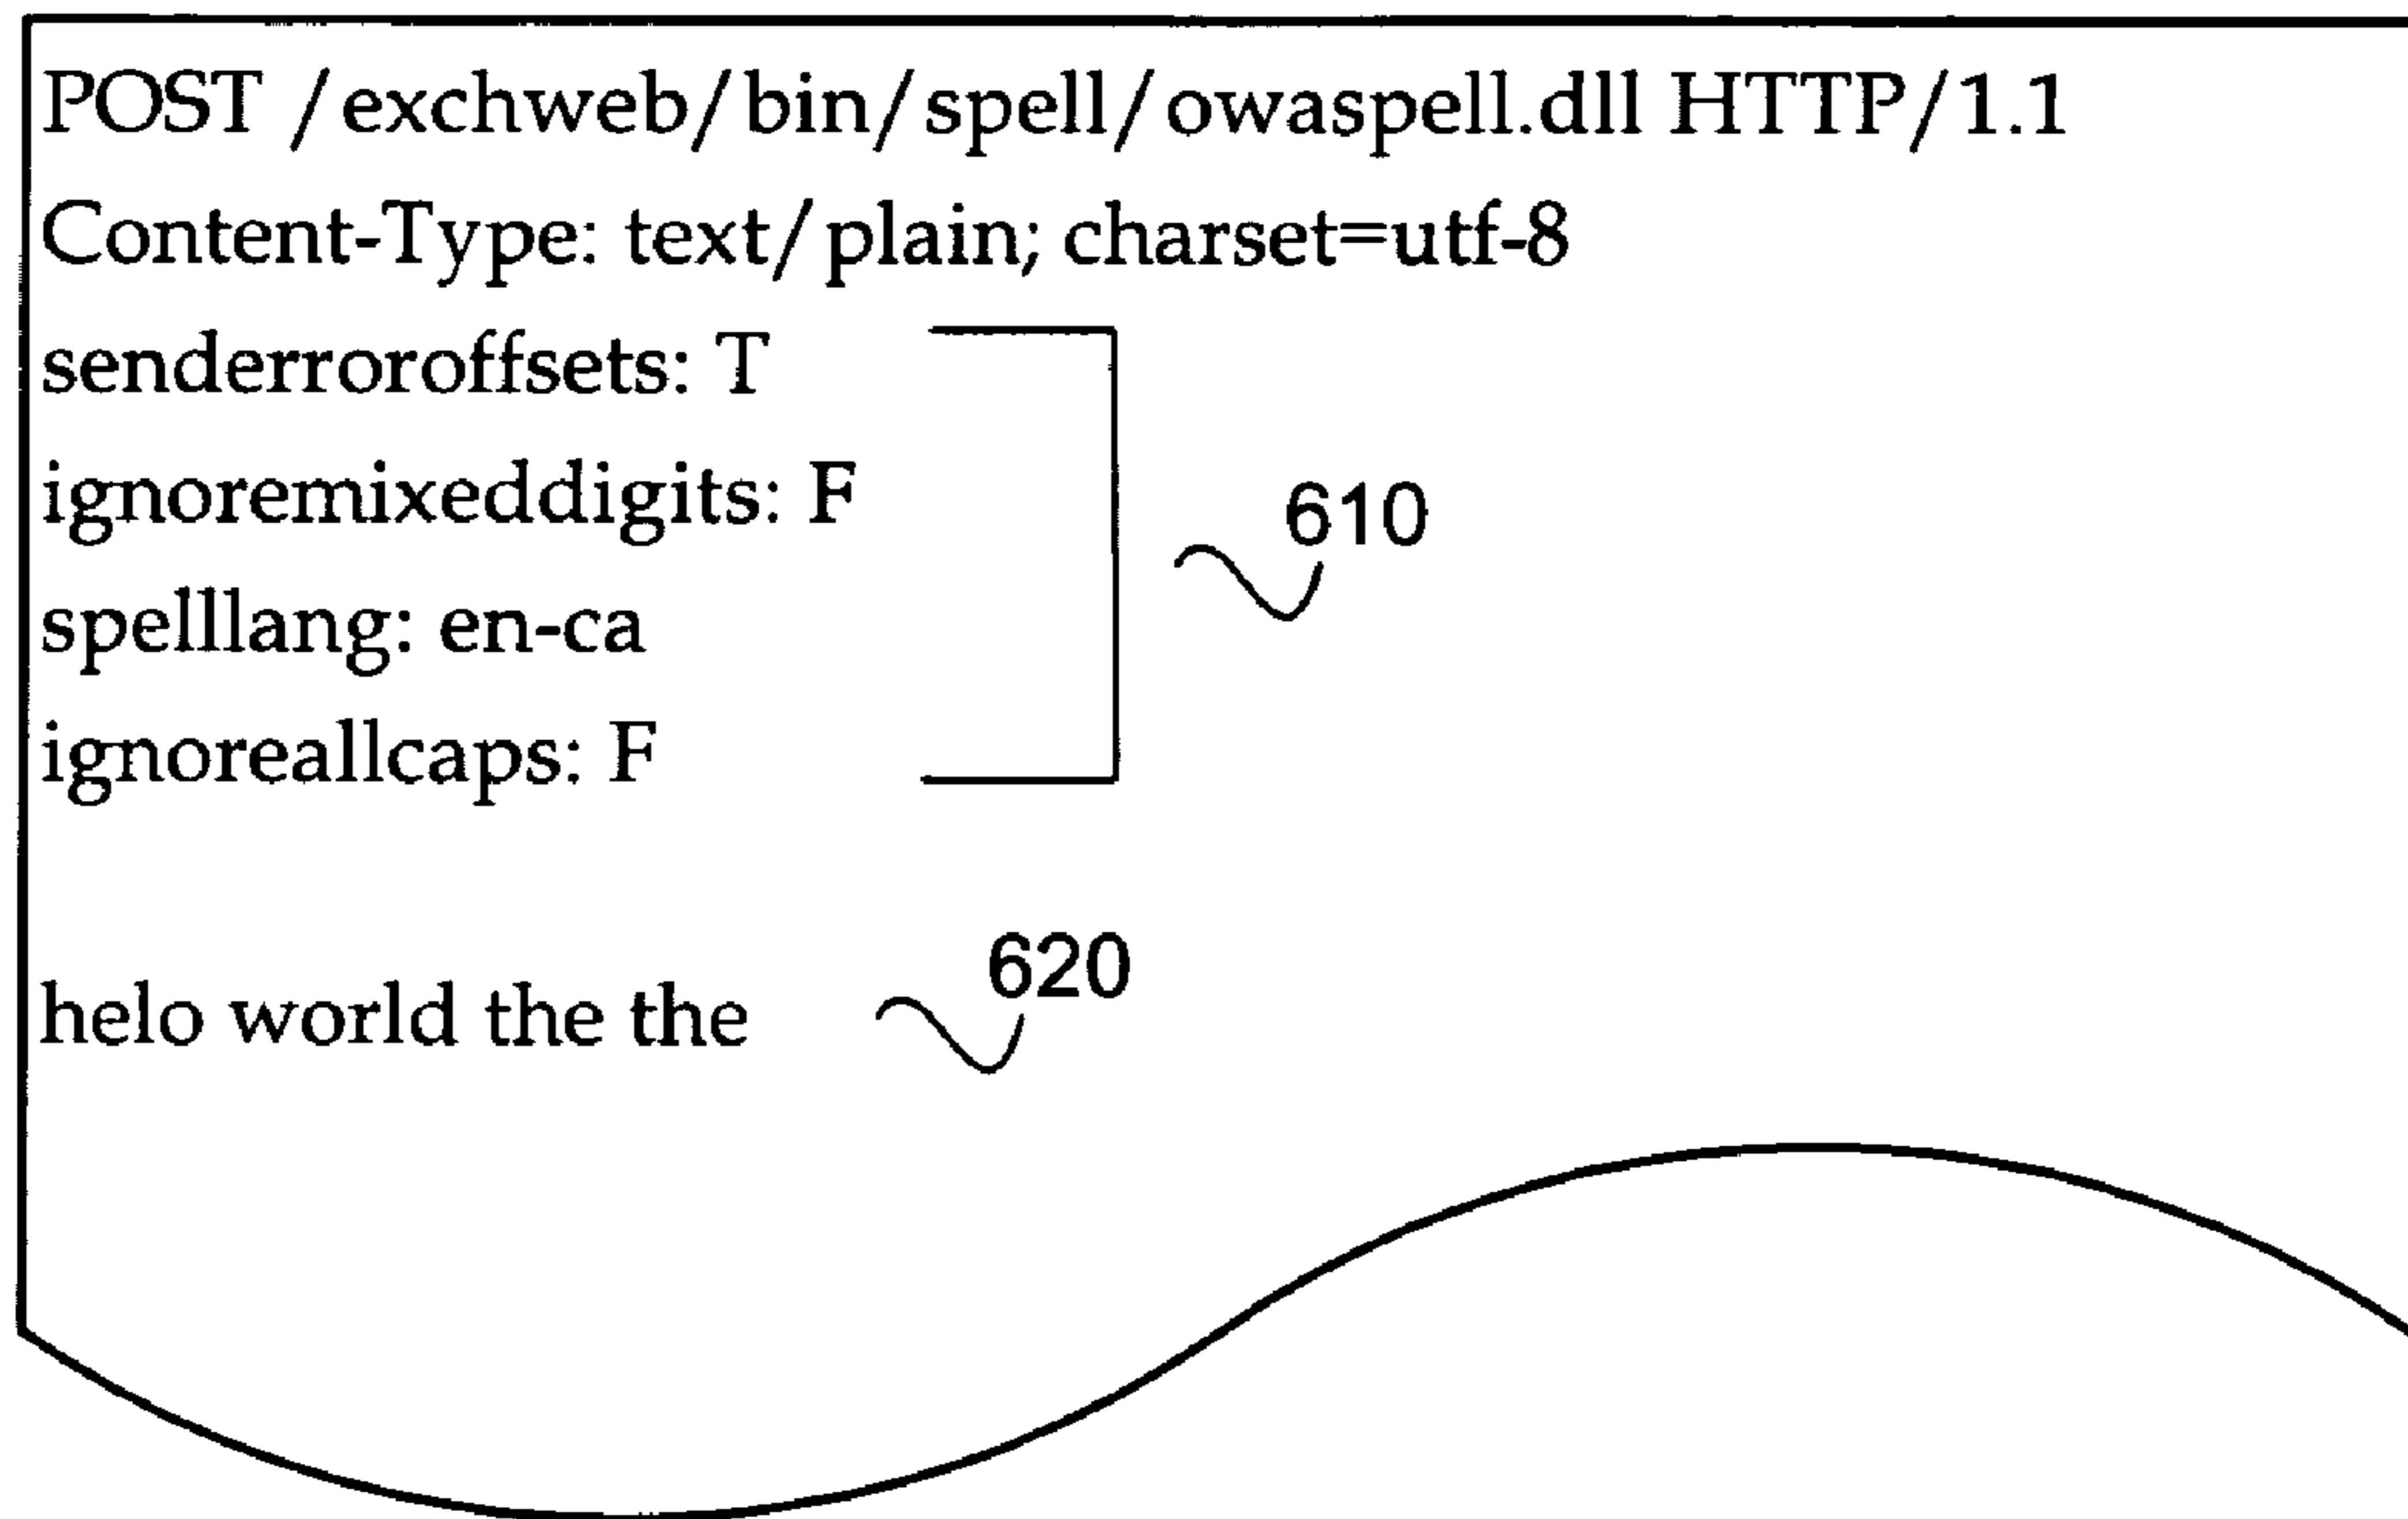 POST /exchweb/bin/spell/owaspell.dll HTTP/1.1
Content-Type: text/plain; charset=utf-8
senderroroffsets: T
ignoremixeddigits: F
610
spelllang: en-ca
ignoreallcaps: F
620
helo world the the